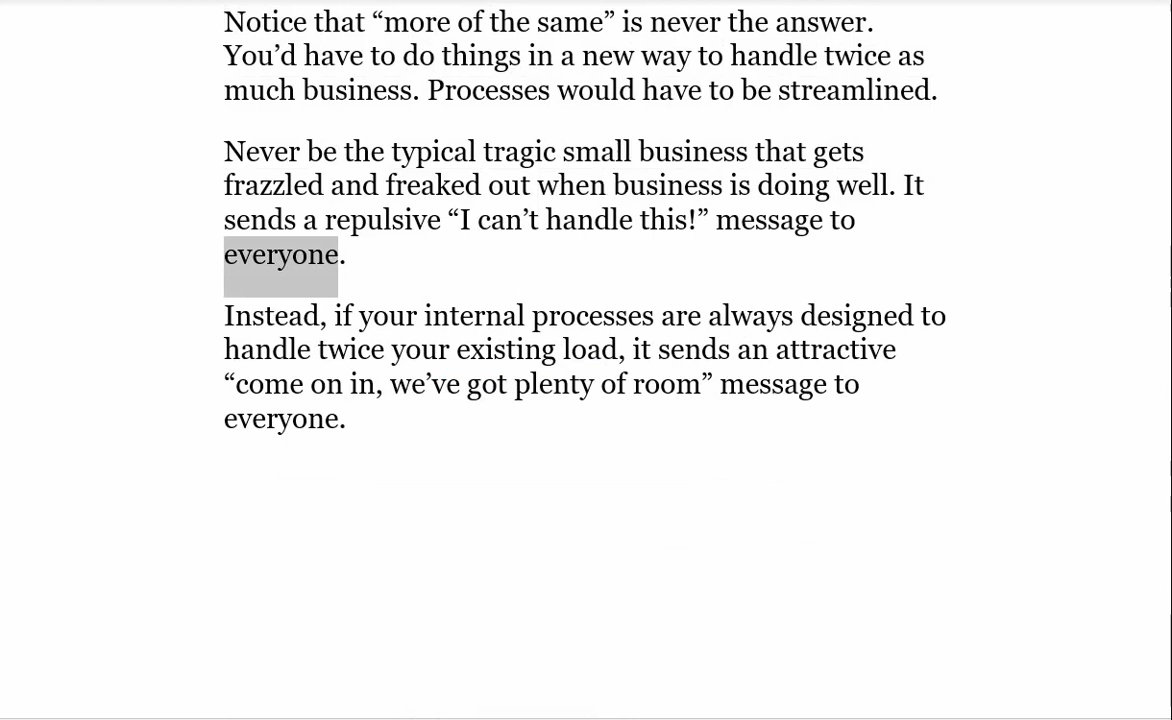 Notice that “more of the same” is never the answer.
You’d have to do things in a new way to handle twice as
much business. Processes would have to be streamlined.
Never be the typical tragic small business that gets
frazzled and freaked out when business is doing well. It
sends a repulsive “I can’t handle this!” message to
everyone.
Instead, if your internal processes are always designed to
handle twice your existing load, it sends an attractive
“come on in, we’ve got plenty of room” message to
everyone.